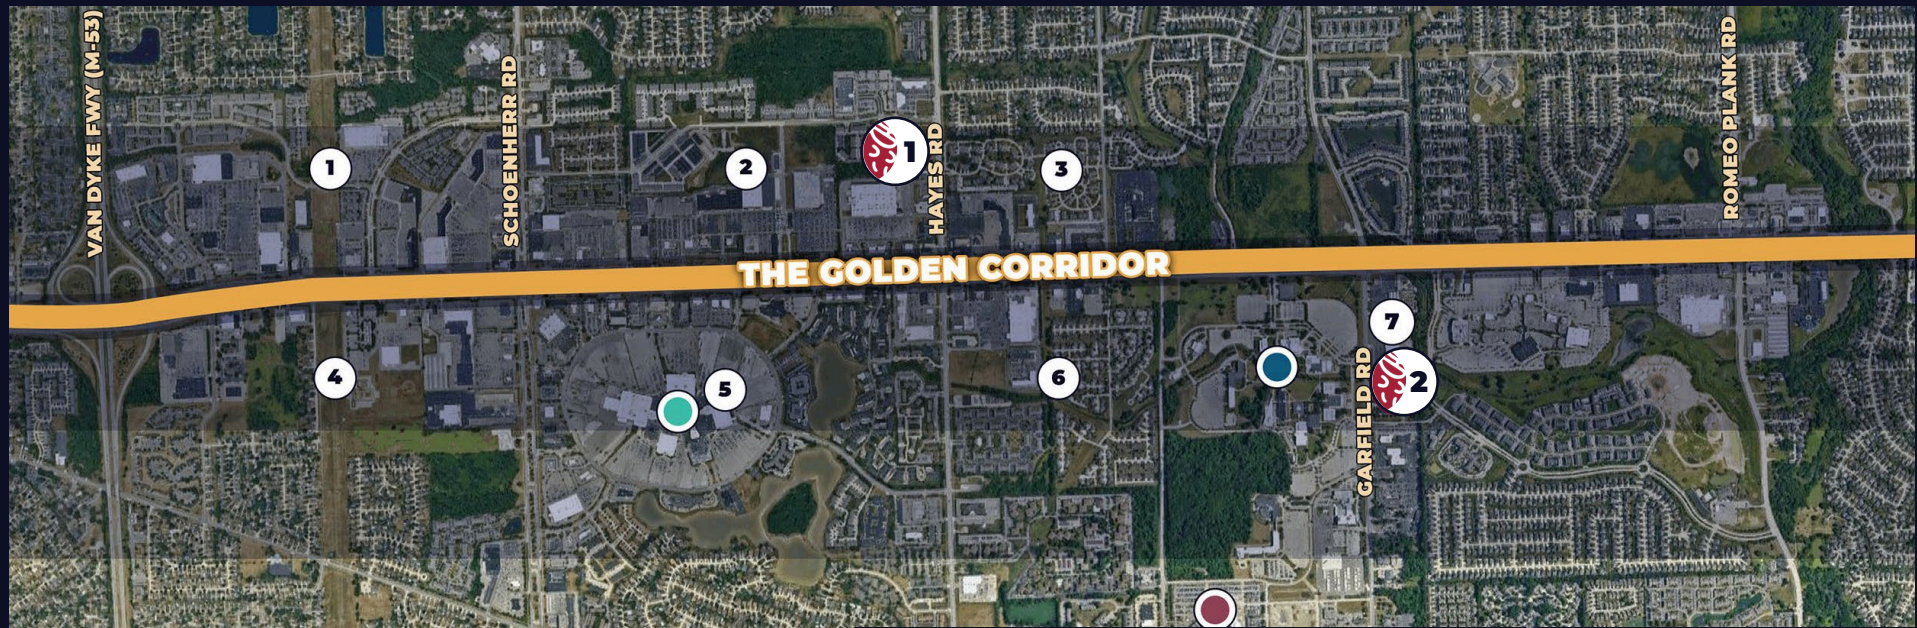 VAN DYKE FWY (M-53)
SCHOENHERR RD
HAYES RD
ROMEO PLANK RD
1
2
1
3
THE GOLDEN CORRIDOR
4
5
6
7
2
GARFIELD RD